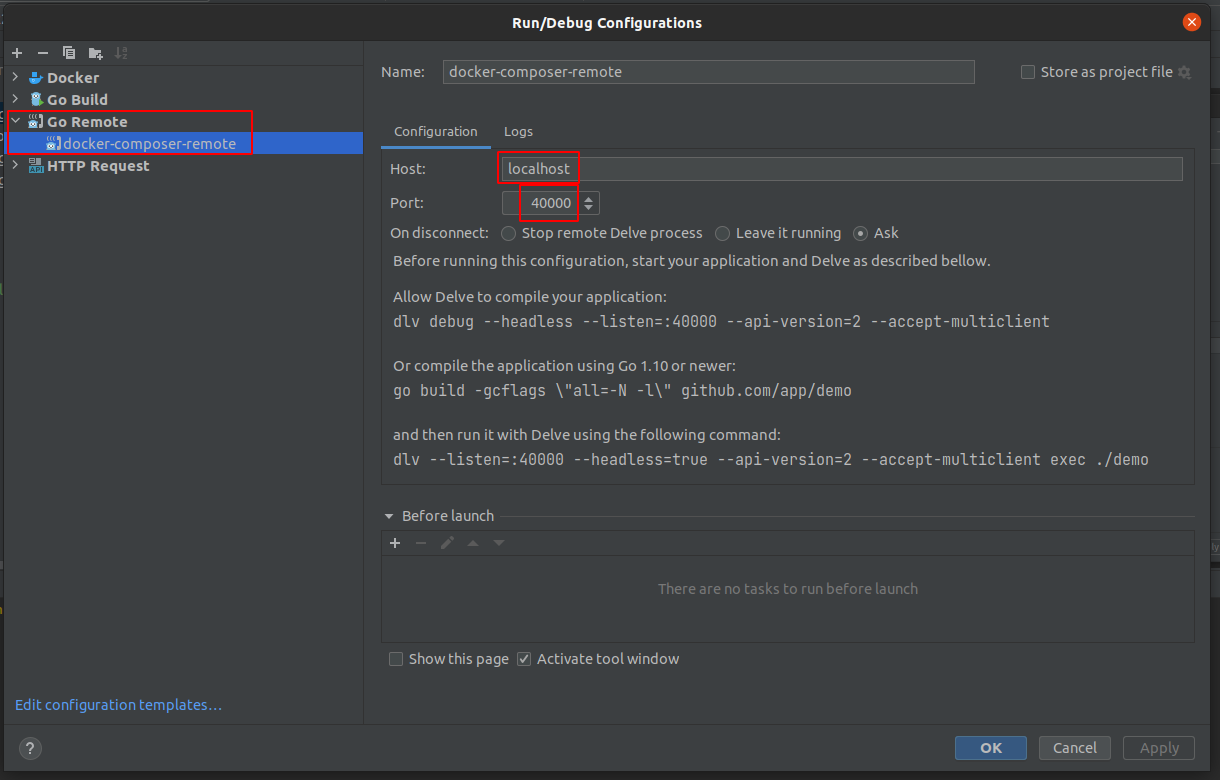 Run/Debug Configurations
Docker
Go Build
Go Remote
docker-composer-remote
HTTP Request
Edit configuration templates...
Name: docker-composer-remote Store as project file
Configuration Logs
Host: localhost
Port: 40000
On disconnect: Stop remote Delve process Leave it running Ask
Before running this configuration, start your application and Delve as described bellow.
Allow Delve to compile your application:
dlv debug --headless --listen=:40000 --api-version=2 --accept-multiclient
Or compile the application using Go 1.10 or newer:
go build -gcflags \"all=-N -l\" github.com/app/demo
and then run it with Delve using the following command:
dlv --listen=:40000 --headless=true --api-version=2 --accept-multiclient exec ./demo
Before launch
There are no tasks to run before launch
Show this page Activate tool window
? OK Cancel Apply